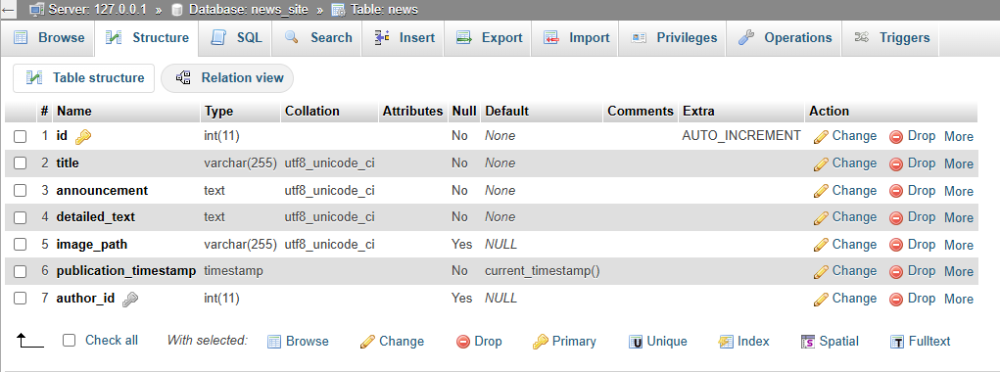 Server: 127.0.0.1 » Database: news_site » Table: news
Browse Structure SQL Search Insert Export Import Privileges Operations Triggers
Table structure Relation view
# Name Type Collation Attributes Null Default Comments Extra Action
1 id int(11) No None AUTO_INCREMENT Change Drop More
2 title varchar(255) utf8_unicode_ci No None Change Drop More
3 announcement text utf8_unicode_ci No None Change Drop More
4 detailed_text text utf8_unicode_ci No None Change Drop More
5 image_path varchar(255) utf8_unicode_ci Yes NULL Change Drop More
6 publication_timestamp timestamp No current_timestamp() Change Drop More
7 author_id int(11) Yes NULL Change Drop More
Check all With selected: Browse Change Drop Primary Unique Index Spatial Fulltext